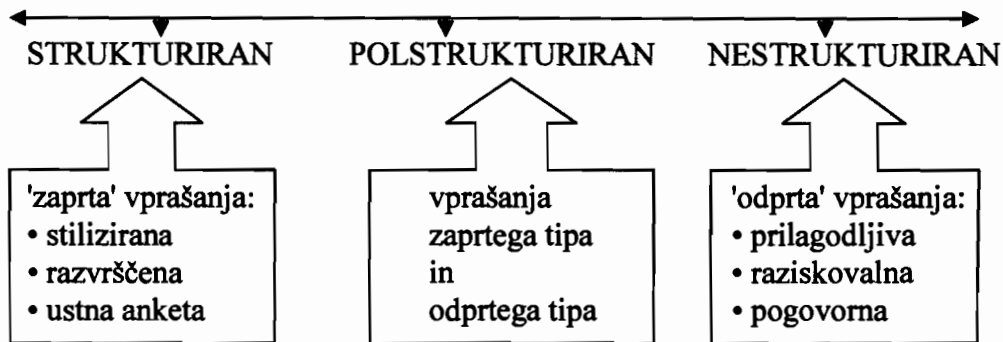 STRUKTURIRAN
POLSTRUKTURIRAN
NESTRUKTURIRAN
'zaprta' vprašanja:
• stilizirana
• razvrščena
• ustna anketa
vprašanja
zaprtega tipa
in
odprtega tipa
'odprta' vprašanja:
• prilagodljiva
• raziskovalna
• pogovorna